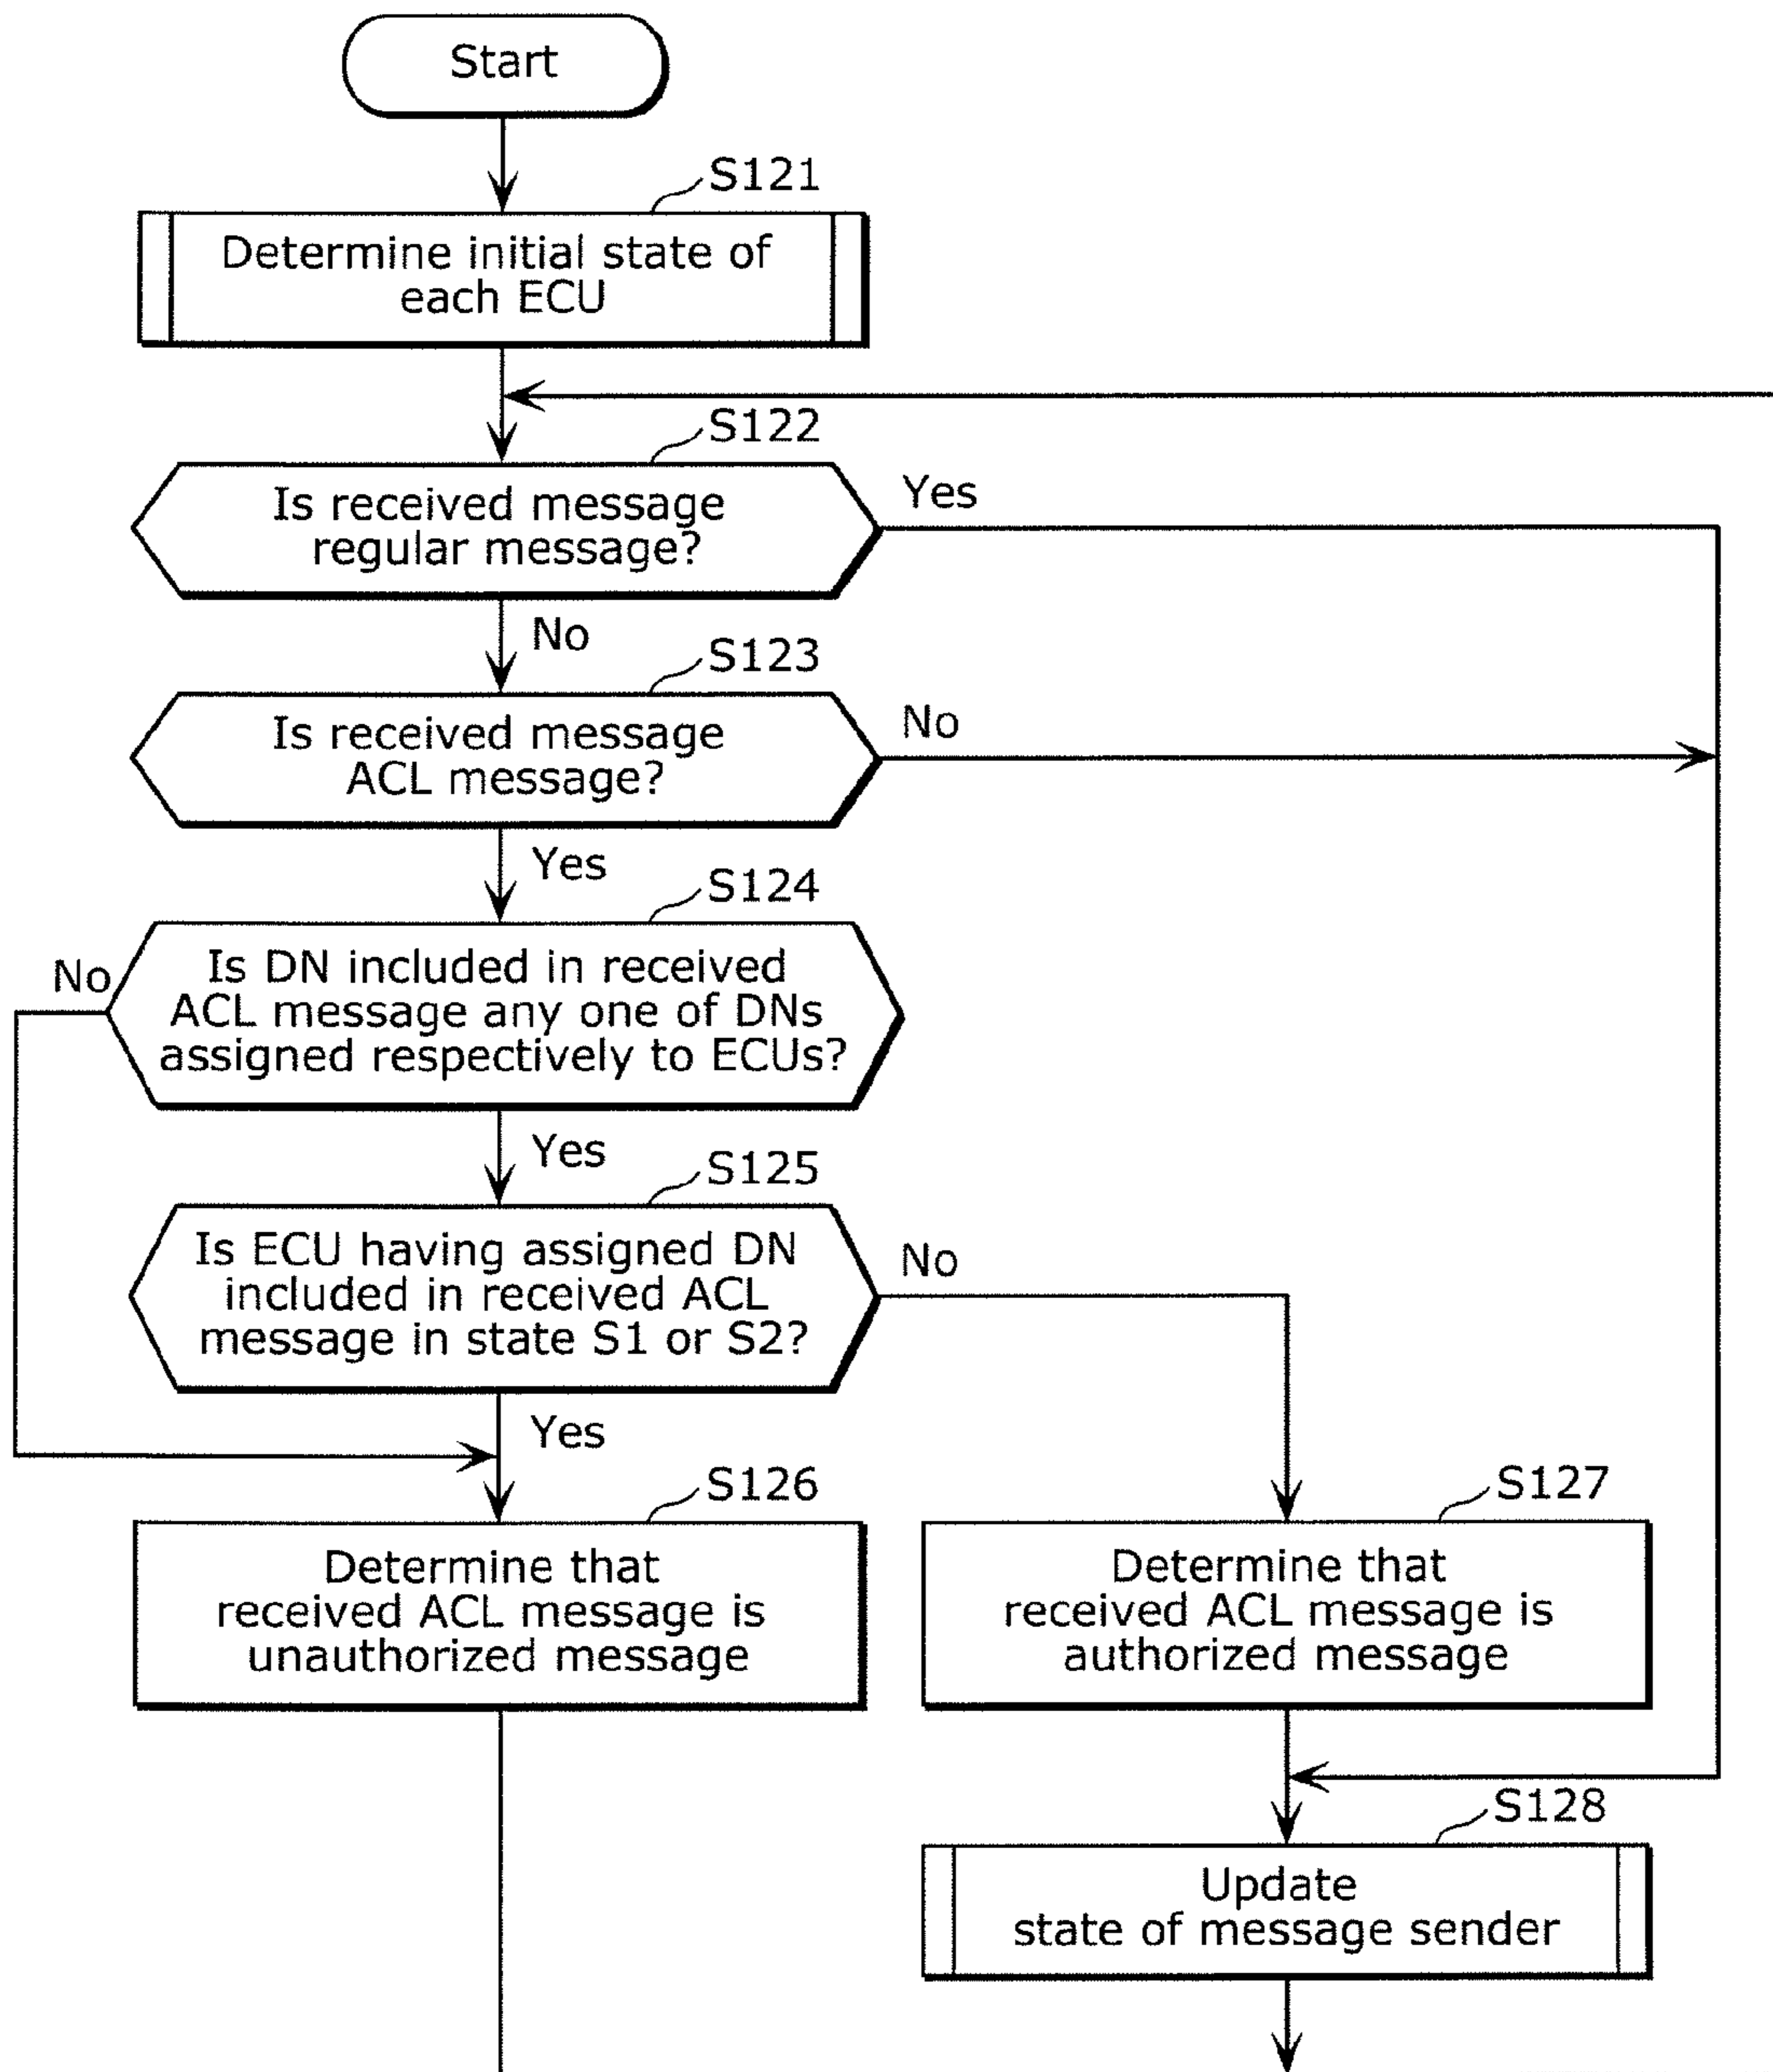 Start
S121
Determine initial state of
each ECU
S122
Is received message
regular message?
Yes
No
S123
Is received message
ACL message?
No
Yes
S124
Is DN included in received
ACL message any one of DNs
assigned respectively to ECUs?
No
Yes
S125
Is ECU having assigned DN
included in received ACL
message in state S1 or S2?
No
Yes
S126
Determine that
received ACL message is
unauthorized message
S127
Determine that
received ACL message is
authorized message
S128
Update
state of message sender